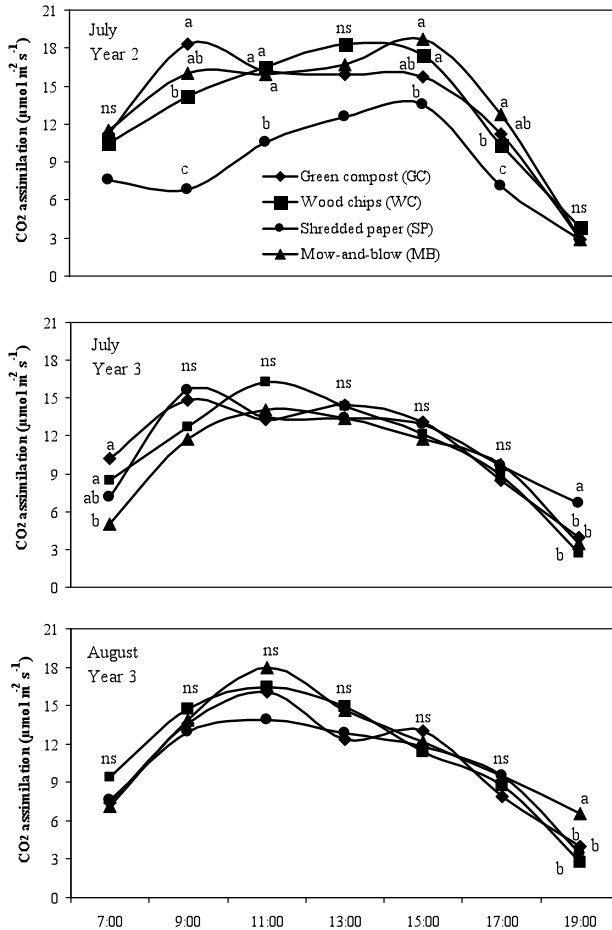 21
18
15
12
9
6
3
0
CO2 assimilation (µmol m-2 s-1)
July
Year 2
ns
a
ab
b
c
a
a
a
b
ns
a
ab
a
b
a
ab
b
c
ns
Green compost (GC)
Wood chips (WC)
Shredded paper (SP)
Mow-and-blow (MB)
21
18
15
12
9
6
3
0
CO2 assimilation (µmol m-2 s-1)
July
Year 3
a
a
ab
b
ns
ns
ns
ns
ns
a
b
b
b
21
18
15
12
9
6
3
0
CO2 assimilation (µmol m-2 s-1)
August
Year 3
ns
ns
ns
ns
ns
ns
a
b
b
b
7:00 9:00 11:00 13:00 15:00 17:00 19:00